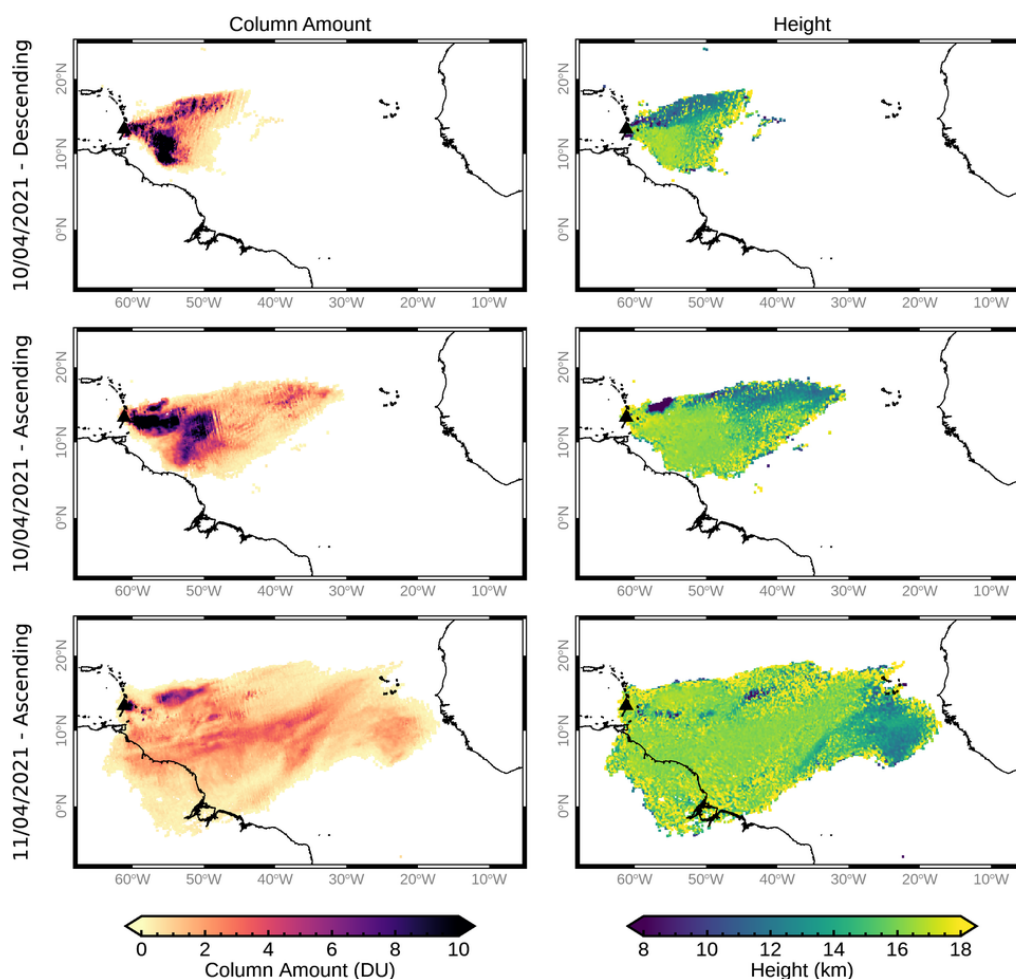 Column Amount Height
10/04/2021 - Descending
20°N 20°N
10°N 10°N
0°N 0°N
60°W 50°W 40°W 30°W 20°W 10°W 60°W 50°W 40°W 30°W 20°W 10°W
10/04/2021 - Ascending
20°N 20°N
10°N 10°N
0°N 0°N
60°W 50°W 40°W 30°W 20°W 10°W 60°W 50°W 40°W 30°W 20°W 10°W
11/04/2021 - Ascending
20°N 20°N
10°N 10°N
0°N 0°N
60°W 50°W 40°W 30°W 20°W 10°W 60°W 50°W 40°W 30°W 20°W 10°W
0 2 4 6 8 10 8 10 12 14 16 18
Column Amount (DU) Height (km)